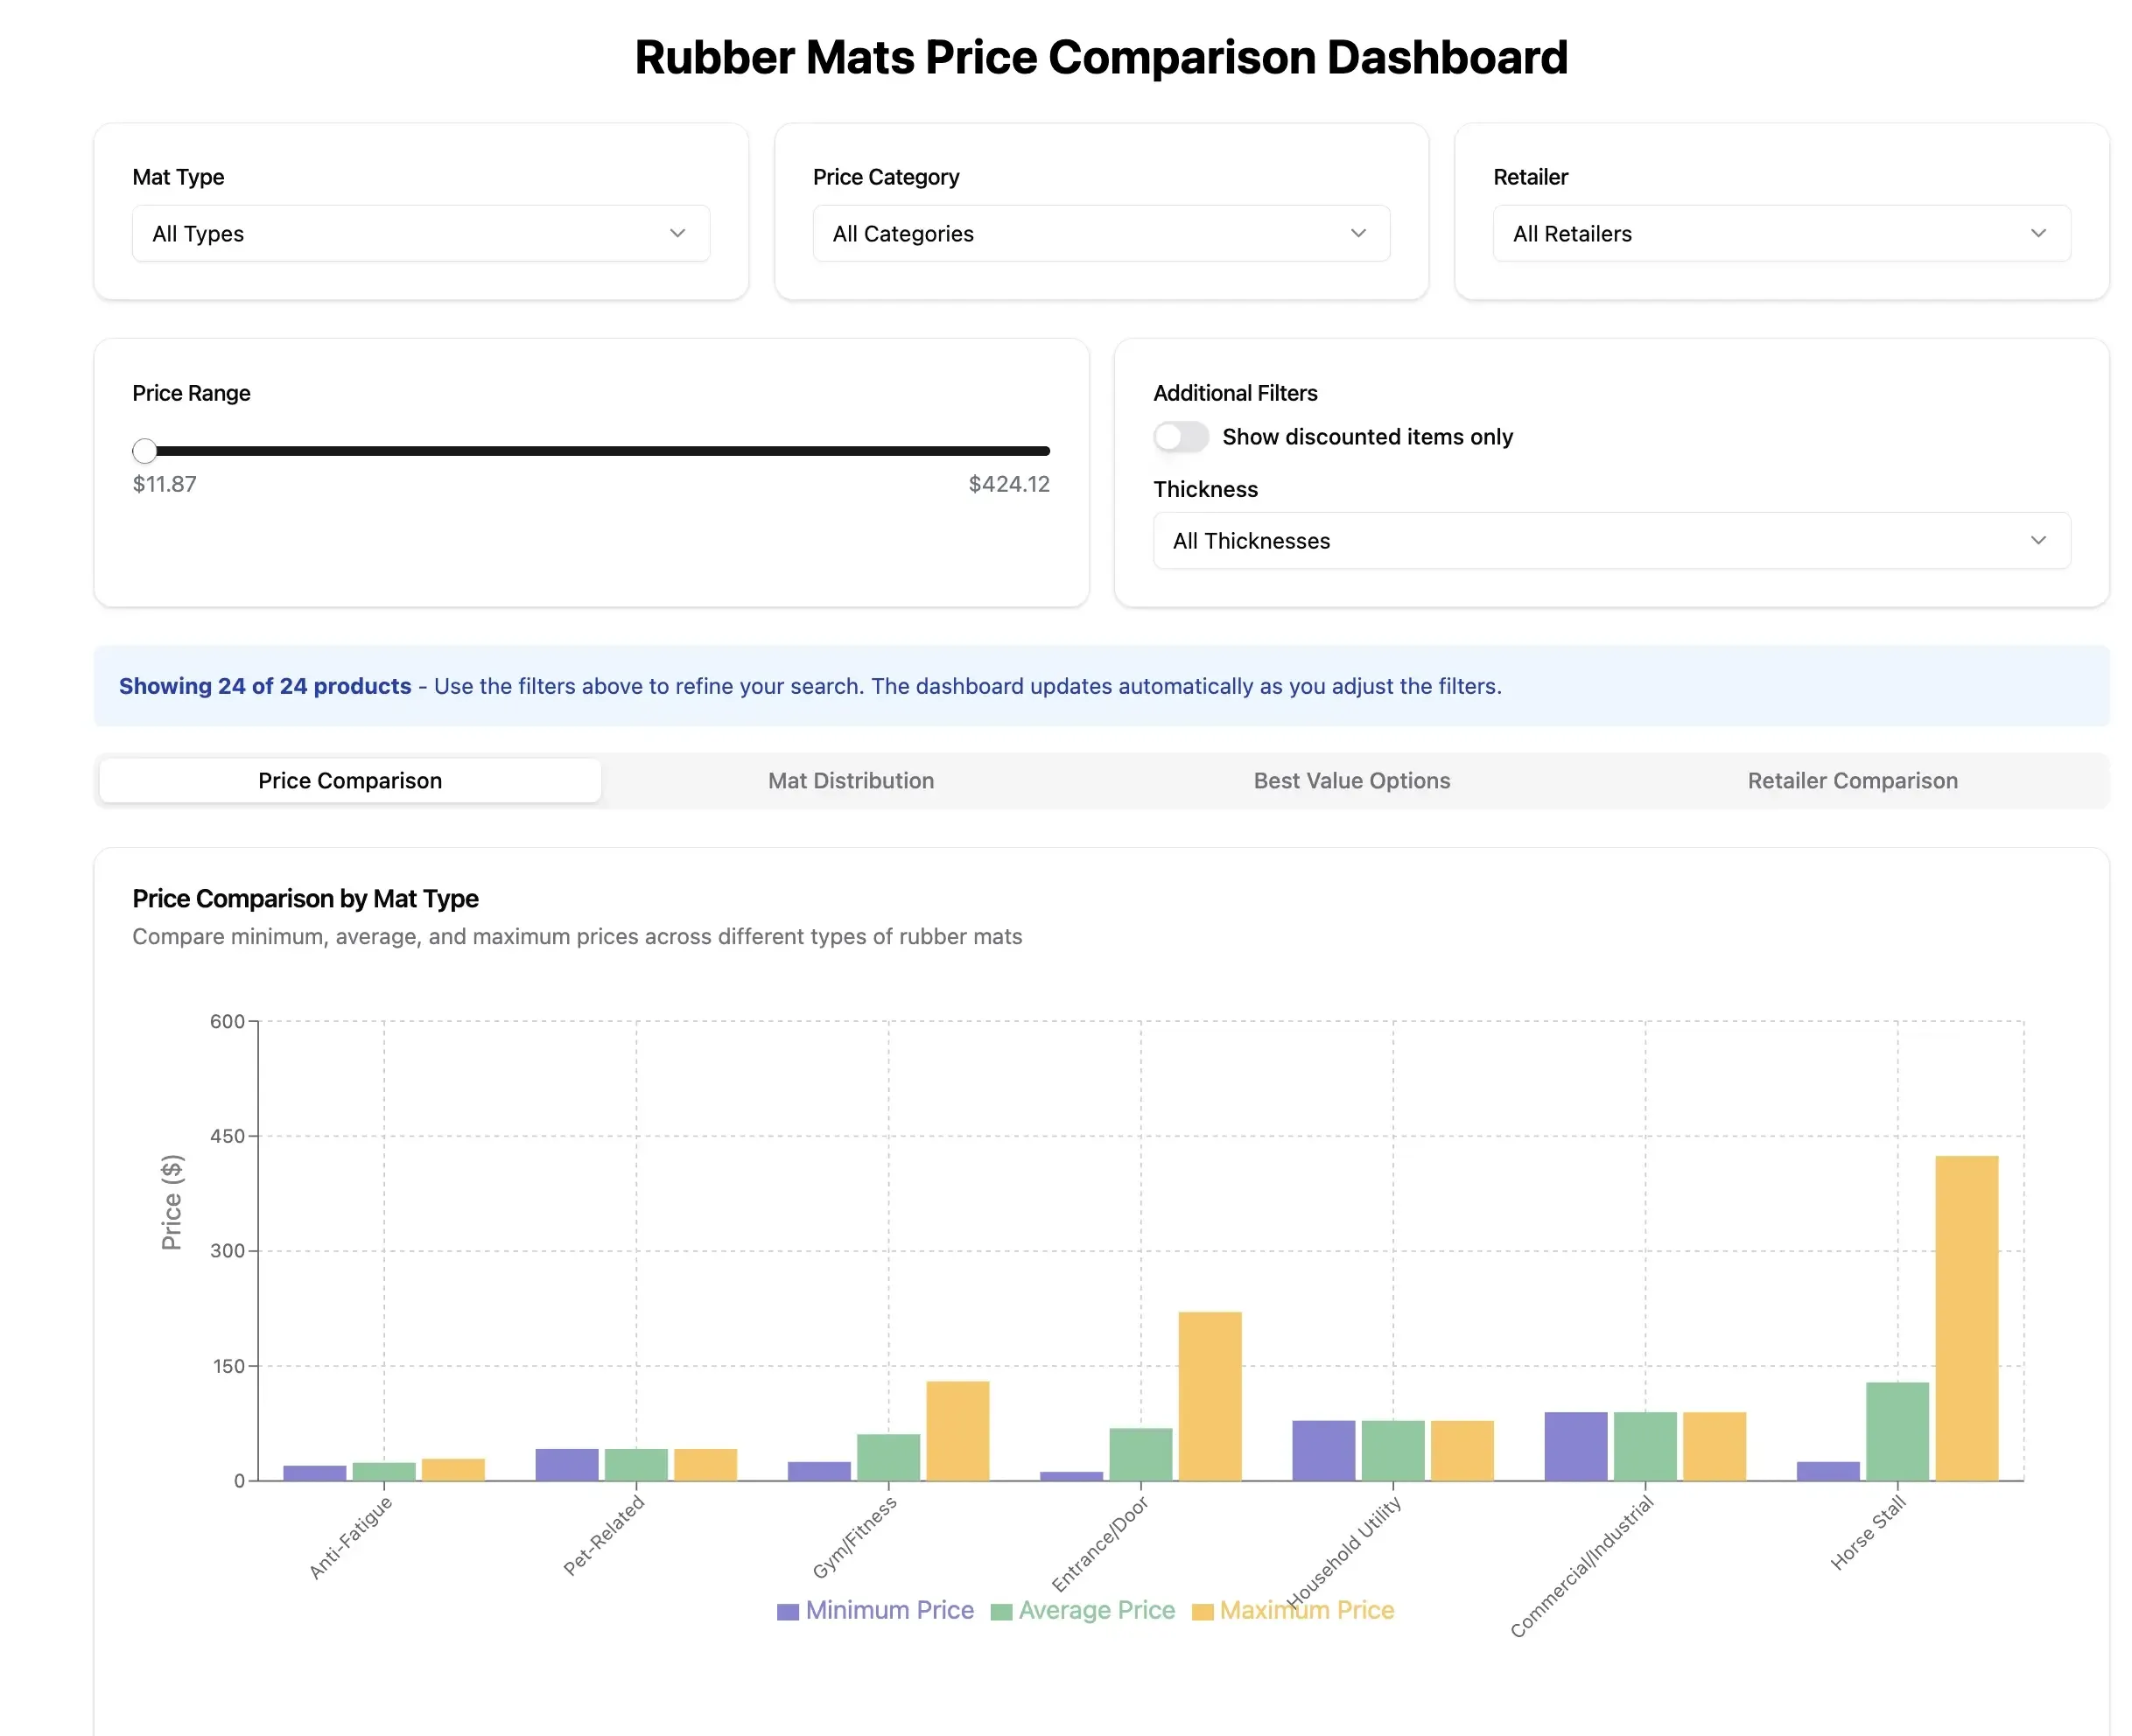 Rubber Mats Price Comparison Dashboard
Mat Type
All Types
Price Category
All Categories
Retailer
All Retailers
Price Range
$11.87
$424.12
Additional Filters
Show discounted items only
Thickness
All Thicknesses
Showing 24 of 24 products - Use the filters above to refine your search. The dashboard updates automatically as you adjust the filters.
Price Comparison
Mat Distribution
Best Value Options
Retailer Comparison
Price Comparison by Mat Type
Compare minimum, average, and maximum prices across different types of rubber mats
Price ($)
600
450
300
150
0
Anti-Fatigue
Pet-Related
Gym/Fitness
Entrance/Door
Household Utility
Commercial/Industrial
Horse Stall
Minimum Price
Average Price
Maximum Price